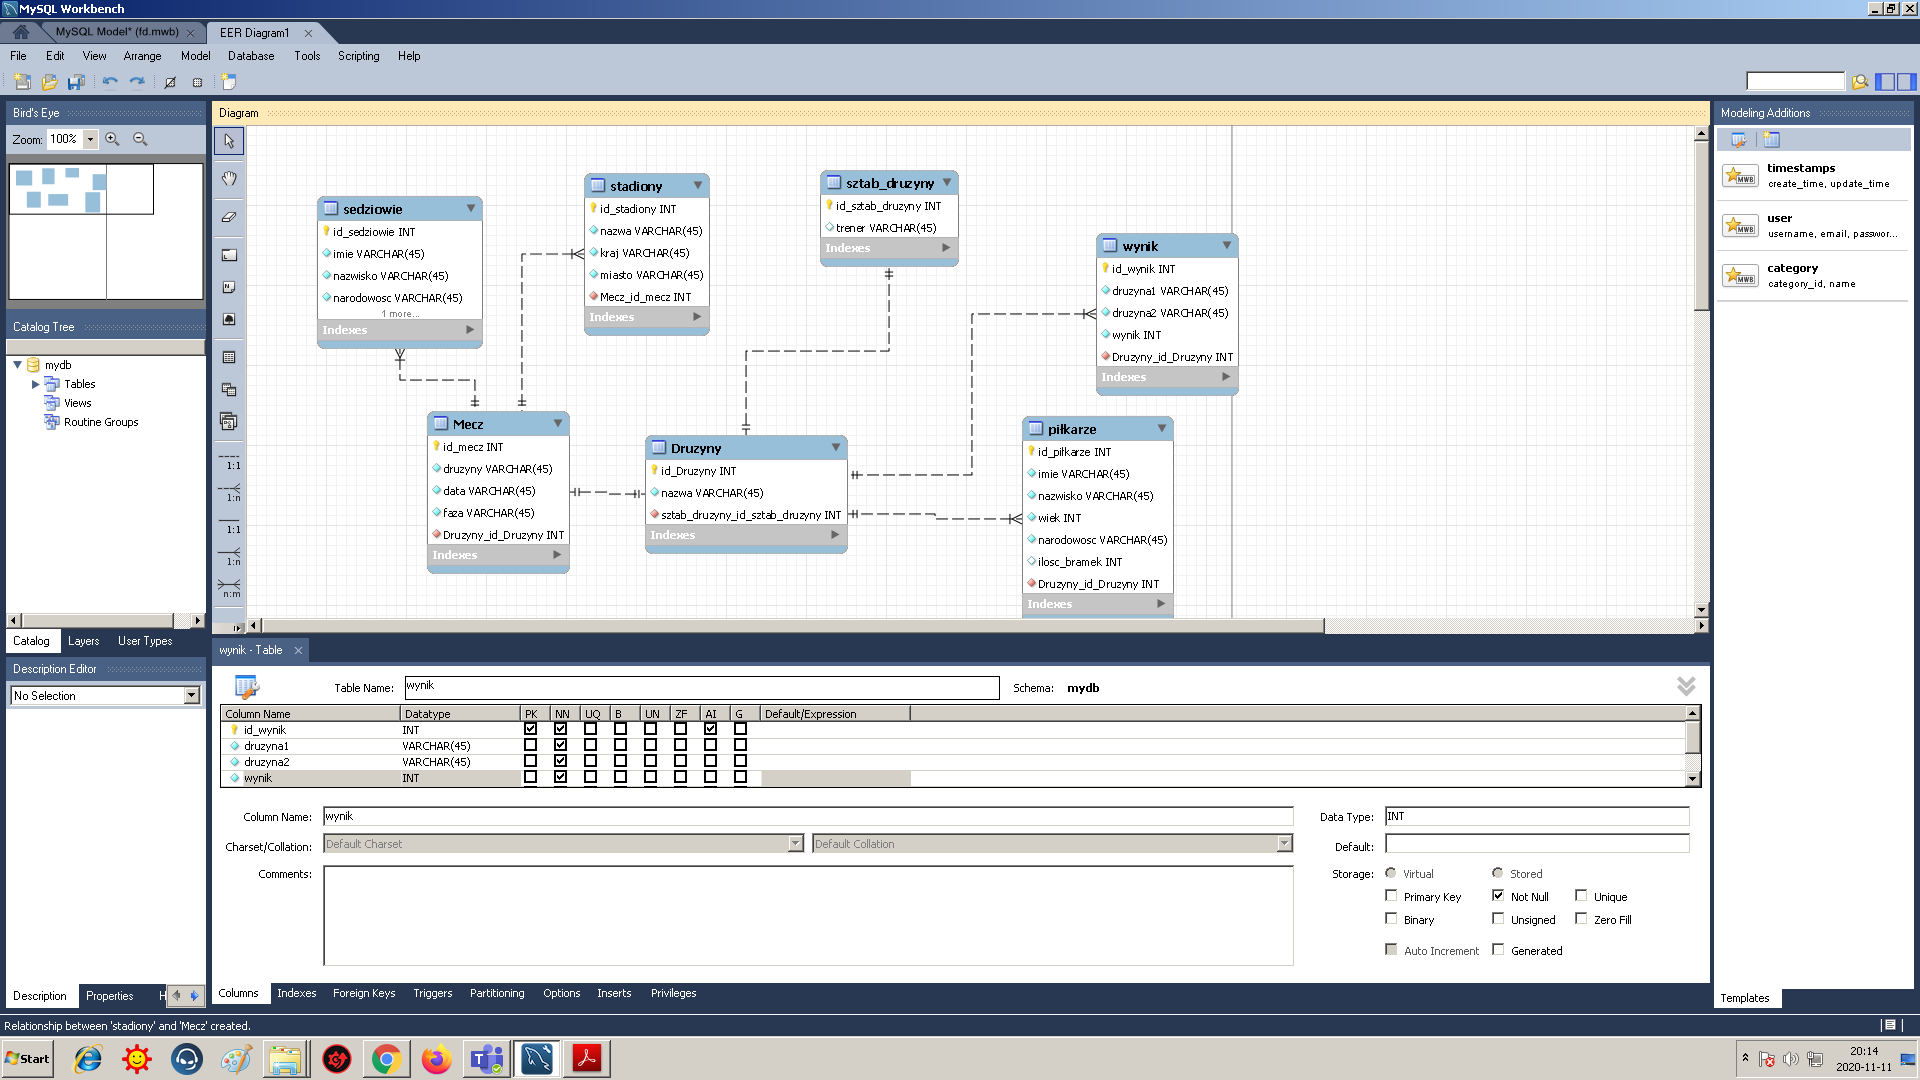 MySQL Workbench
MySQL Model* (fd.mwb)
EER Diagram1
File Edit View Arrange Model Database Tools Scripting Help
Bird's Eye
Zoom: 100%
Catalog Tree
mydb
Tables
Views
Routine Groups
Catalog Layers User Types
Description Editor
No Selection
Description Properties H
Diagram
1:1
1:n
1:1
1:n
n:m
sedziowie
id_sedziowie INT
imie VARCHAR(45)
nazwisko VARCHAR(45)
narodowosc VARCHAR(45)
1 more...
Indexes
stadiony
id_stadiony INT
nazwa VARCHAR(45)
kraj VARCHAR(45)
miasto VARCHAR(45)
Mecz_id_mecz INT
Indexes
sztab_druzyny
id_sztab_druzyny INT
trener VARCHAR(45)
Indexes
wynik
id_wynik INT
druzyna1 VARCHAR(45)
druzyna2 VARCHAR(45)
wynik INT
Druzyny_id_Druzyny INT
Indexes
Mecz
id_mecz INT
druzyny VARCHAR(45)
data VARCHAR(45)
faza VARCHAR(45)
Druzyny_id_Druzyny INT
Indexes
Druzyny
id_Druzyny INT
nazwa VARCHAR(45)
sztab_druzyny_id_sztab_druzyny INT
Indexes
piłkarze
id_piłkarze INT
imie VARCHAR(45)
nazwisko VARCHAR(45)
wiek INT
narodowosc VARCHAR(45)
ilosc_bramek INT
Druzyny_id_Druzyny INT
Indexes
Modeling Additions
MWB timestamps
create_time, update_time
MWB user
username, email, passwor...
MWB category
category_id, name
Templates
wynik - Table
Table Name: wynik Schema: mydb
Column Name Datatype PK NN UQ B UN ZF AI G Default/Expression
id_wynik INT
druzyna1 VARCHAR(45)
druzyna2 VARCHAR(45)
wynik INT
Column Name: wynik Data Type: INT
Charset/Collation: Default Charset Default Collation Default:
Comments: Storage: Virtual Stored
Primary Key Not Null Unique
Binary Unsigned Zero Fill
Auto Increment Generated
Columns Indexes Foreign Keys Triggers Partitioning Options Inserts Privileges
Relationship between 'stadiony' and 'Mecz' created.
Start
20:14
2020-11-11